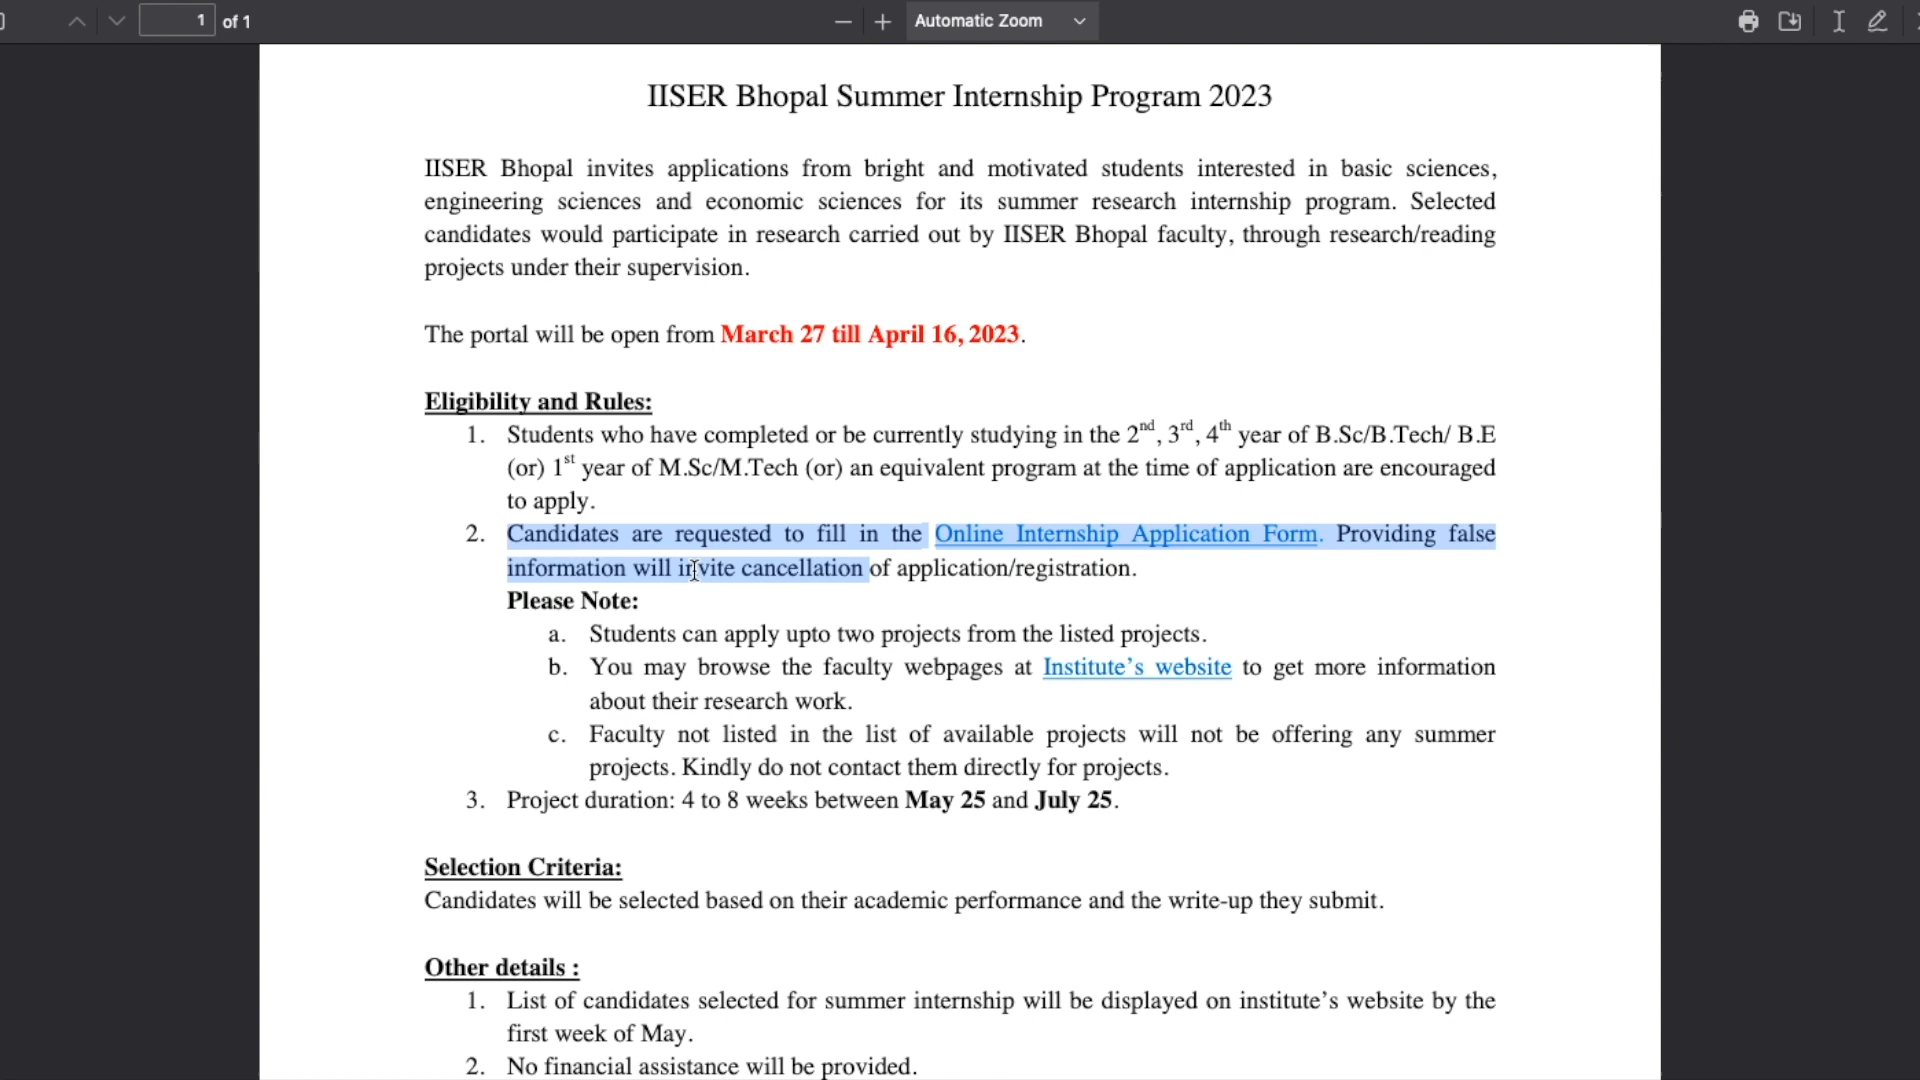 1 of 1
Automatic Zoom
IISER Bhopal Summer Internship Program 2023
IISER Bhopal invites applications from bright and motivated students interested in basic sciences,
engineering sciences and economic sciences for its summer research internship program. Selected
candidates would participate in research carried out by IISER Bhopal faculty, through research/reading
projects under their supervision.
The portal will be open from March 27 till April 16, 2023.
Eligibility and Rules:
1. Students who have completed or be currently studying in the 2nd, 3rd, 4th year of B.Sc/B.Tech/ B.E
(or) 1st year of M.Sc/M.Tech (or) an equivalent program at the time of application are encouraged
to apply.
2. Candidates are requested to fill in the Online Internship Application Form. Providing false
information will invite cancellation of application/registration.
Please Note:
a. Students can apply upto two projects from the listed projects.
b. You may browse the faculty webpages at Institute’s website to get more information
about their research work.
c. Faculty not listed in the list of available projects will not be offering any summer
projects. Kindly do not contact them directly for projects.
3. Project duration: 4 to 8 weeks between May 25 and July 25.
Selection Criteria:
Candidates will be selected based on their academic performance and the write-up they submit.
Other details :
1. List of candidates selected for summer internship will be displayed on institute’s website by the
first week of May.
2. No financial assistance will be provided.